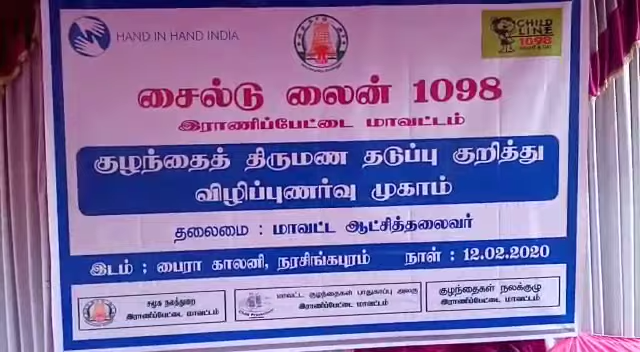 HAND IN HAND INDIA
CHILD
LINE
1098
சைல்டு லைன் 1098
இராணிப்பேட்டை மாவட்டம்
குழந்தைத் திருமண தடுப்பு குறித்து
விழிப்புணர்வு முகாம்
தலைமை : மாவட்ட ஆட்சித்தலைவர்
இடம் ; பைரா காலனி, நரசிங்கபுரம் நாள் : 12.02.2020
சமூக நலத்துறை
இராணிப்பேட்டை மாவட்டம்
மாவட்ட குழந்தைகள் பாதுகாப்பு அலகு
இராணிப்பேட்டை மாவட்டம்
குழந்தைகள் நலக்குழு
இராணிப்பேட்டை, மாவட்டம்